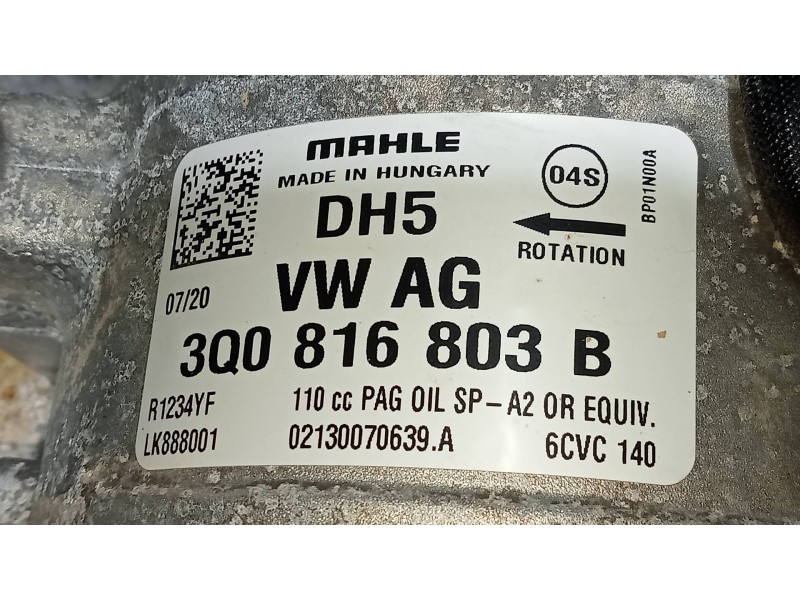 MAHLE
MADE IN HUNGARY
04S
DH5
ROTATION
BP01N00A
07/20
VW AG
3Q0 816 803 B
R1234YF
110 cc PAG OIL SP-A2 OR EQUIV.
LK888001
02130070639.A
6CVC 140